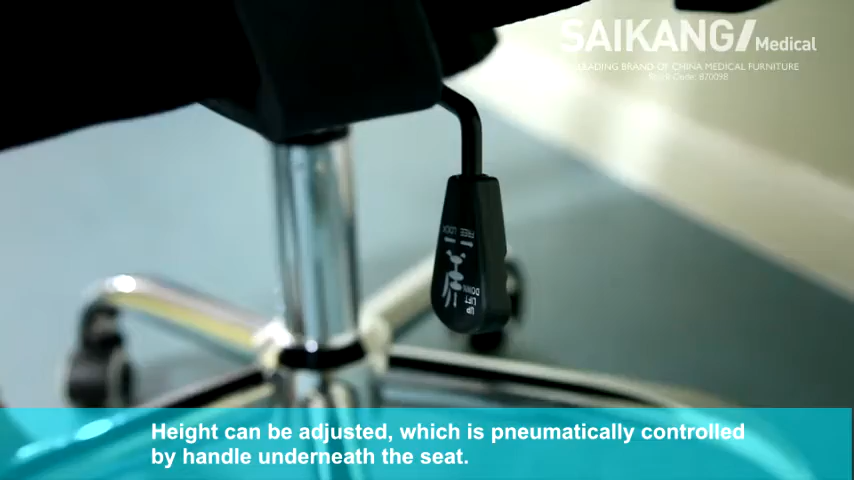 SAIKANG Medical
LEADING BRAND OF CHINA MEDICAL FURNITURE
Stock Code: 870098
FREE LOCK
UP
LIFT
DOWN
Height can be adjusted, which is pneumatically controlled
by handle underneath the seat.